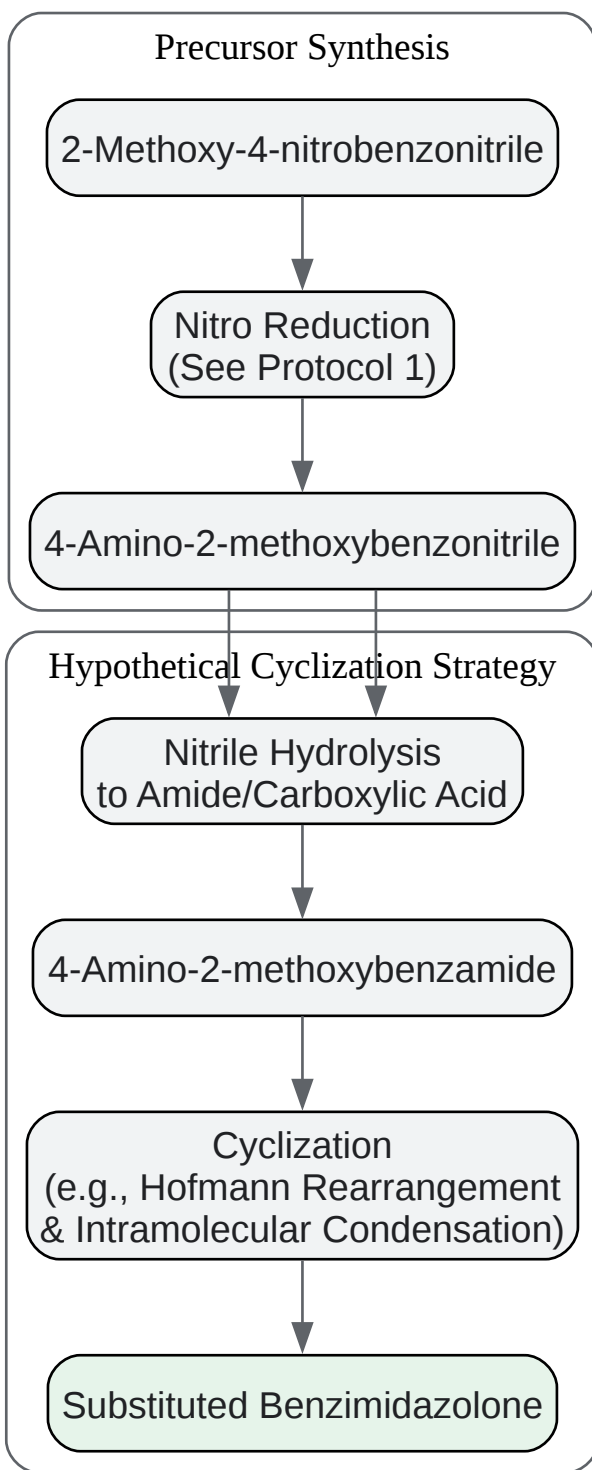 Precursor Synthesis
2-Methoxy-4-nitrobenzonitrile
Nitro Reduction
(See Protocol 1)
4-Amino-2-methoxybenzonitrile
Hypothetical Cyclization Strategy
Nitrile Hydrolysis
to Amide/Carboxylic Acid
4-Amino-2-methoxybenzamide
Cyclization
(e.g., Hofmann Rearrangement
& Intramolecular Condensation)
Substituted Benzimidazolone